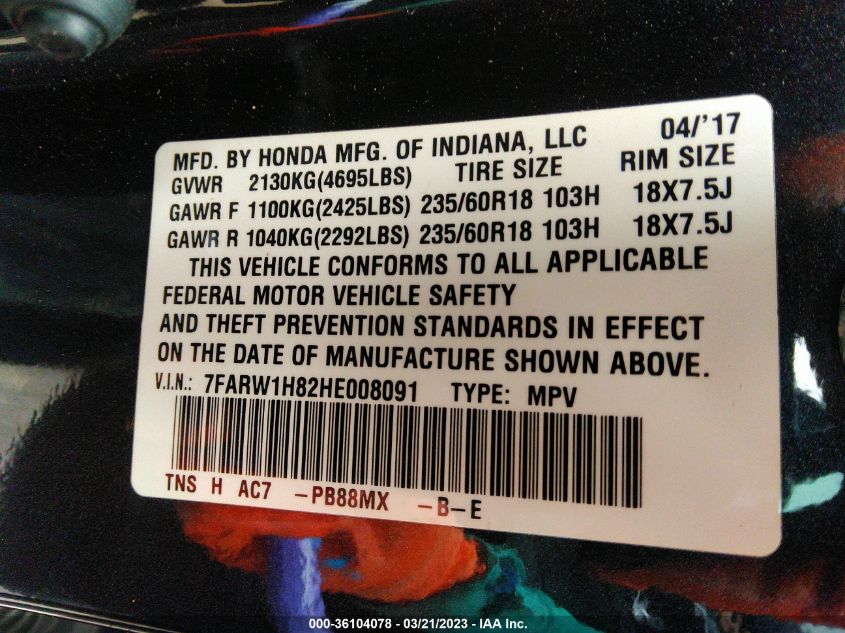 MFD. BY HONDA MFG. OF INDIANA, LLC 04/'17
GVWR 2130KG(4695LBS) TIRE SIZE RIM SIZE
GAWR F 1100KG(2425LBS) 235/60R18 103H 18X7.5J
GAWR R 1040KG(2292LBS) 235/60R18 103H 18X7.5J
THIS VEHICLE CONFORMS TO ALL APPLICABLE
FEDERAL MOTOR VEHICLE SAFETY
AND THEFT PREVENTION STANDARDS IN EFFECT
ON THE DATE OF MANUFACTURE SHOWN ABOVE.
V.I.N.: 7FARW1H82HE008091 TYPE: MPV
TNS H AC7 -PB88MX -B-E
000-36104078 - 03/21/2023 - IAA Inc.